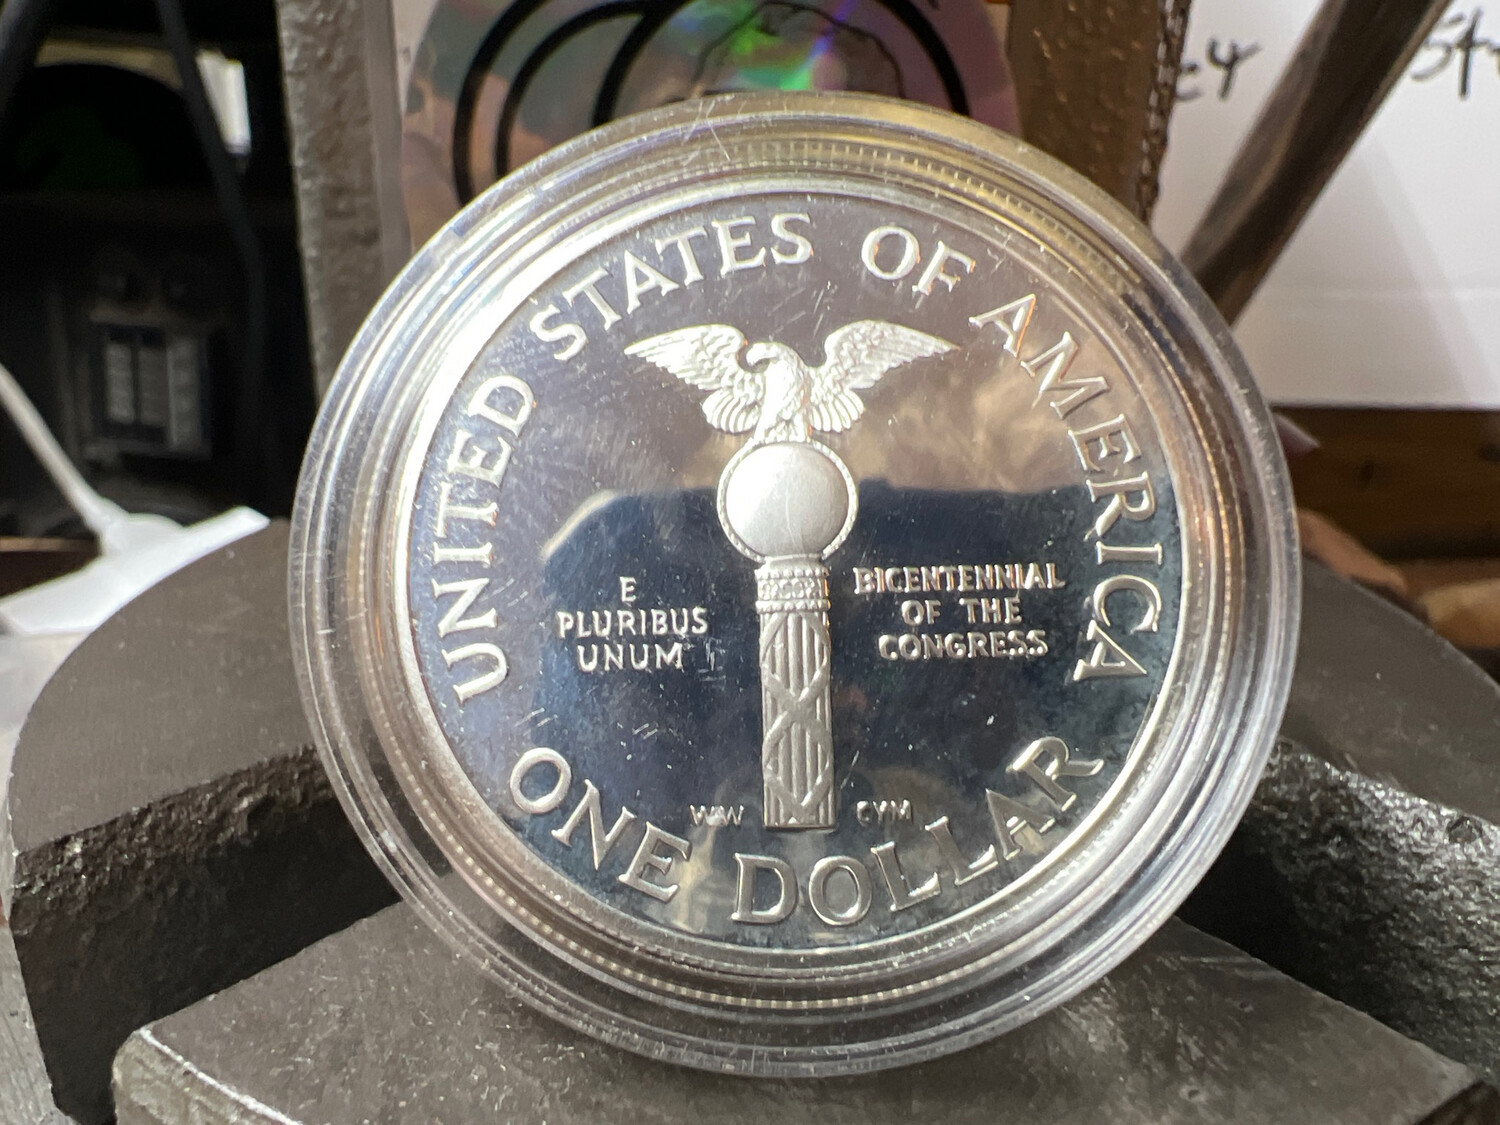 UNITED STATES OF AMERICA
E
PLURIBUS
UNUM
BICENTENNIAL
OF THE
CONGRESS
WW
CYM
ONE DOLLAR